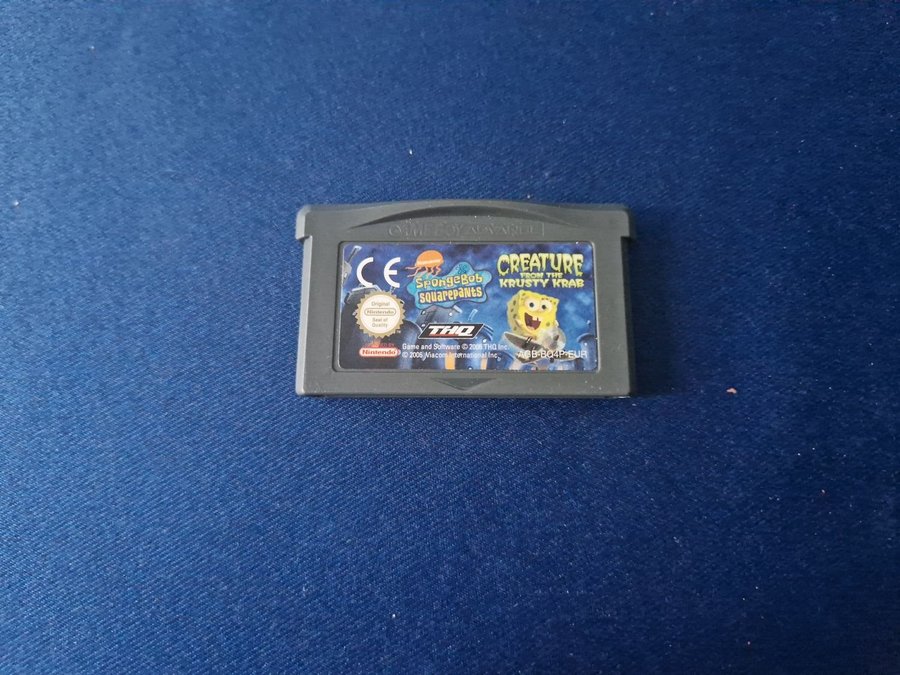 GAME BOY ADVANCE
CE
SpongeBob
SQUAREPANTS
CREATURE
FROM THE
KRUSTY KRAB
Original
Nintendo
Seal of
Quality
THQ
Nintendo
Game and Software © 2006 THQ Inc.
© 2006 Viacom International Inc.
AGB-BQ4P-EUR